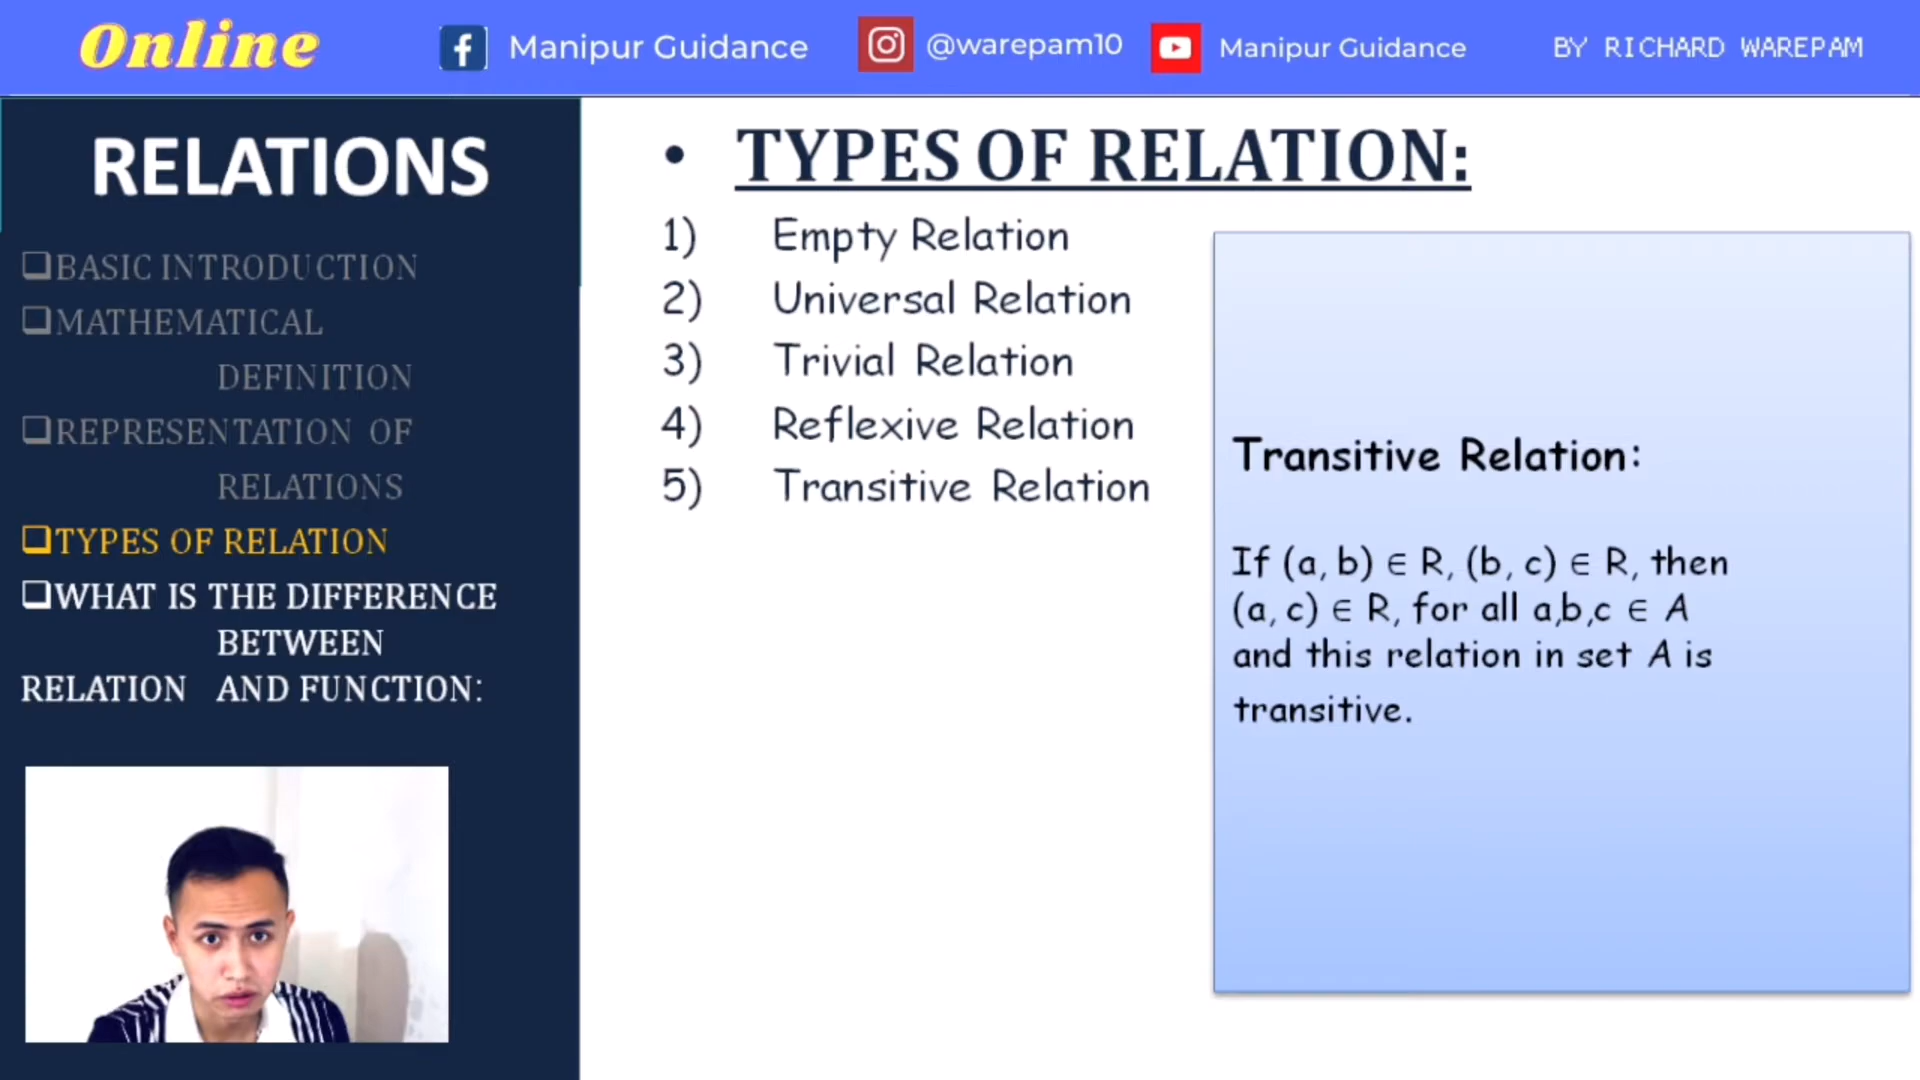 Online
Manipur Guidance
@warepam10
Manipur Guidance
BY RICHARD WAREPAM
RELATIONS
BASIC INTRODUCTION
MATHEMATICAL
DEFINITION
REPRESENTATION OF
RELATIONS
TYPES OF RELATION
WHAT IS THE DIFFERENCE
BETWEEN
RELATION AND FUNCTION:
• TYPES OF RELATION:
1) Empty Relation
2) Universal Relation
3) Trivial Relation
4) Reflexive Relation
5) Transitive Relation
Transitive Relation:
If (a, b) ∈ R, (b, c) ∈ R, then
(a, c) ∈ R, for all a,b,c ∈ A
and this relation in set A is
transitive.